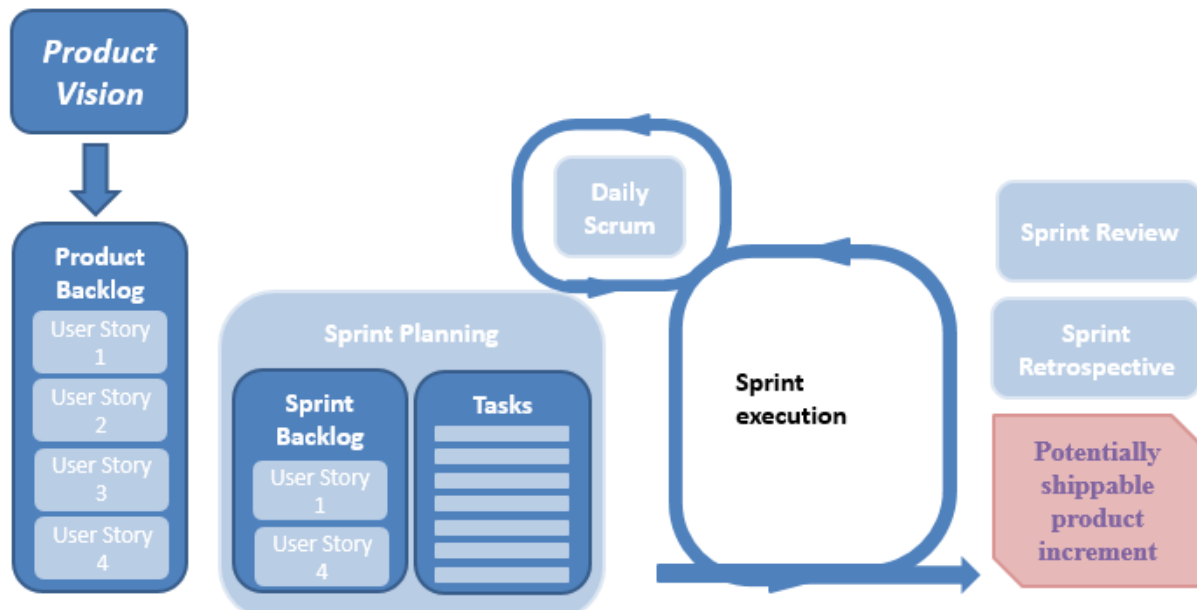 Product
Vision
Product
Backlog
User Story
1
User Story
2
User Story
3
User Story
4
Sprint Planning
Sprint
Backlog
User Story
1
User Story
4
Tasks
Daily
Scrum
Sprint
execution
Sprint Review
Sprint
Retrospective
Potentially
shippable
product
increment